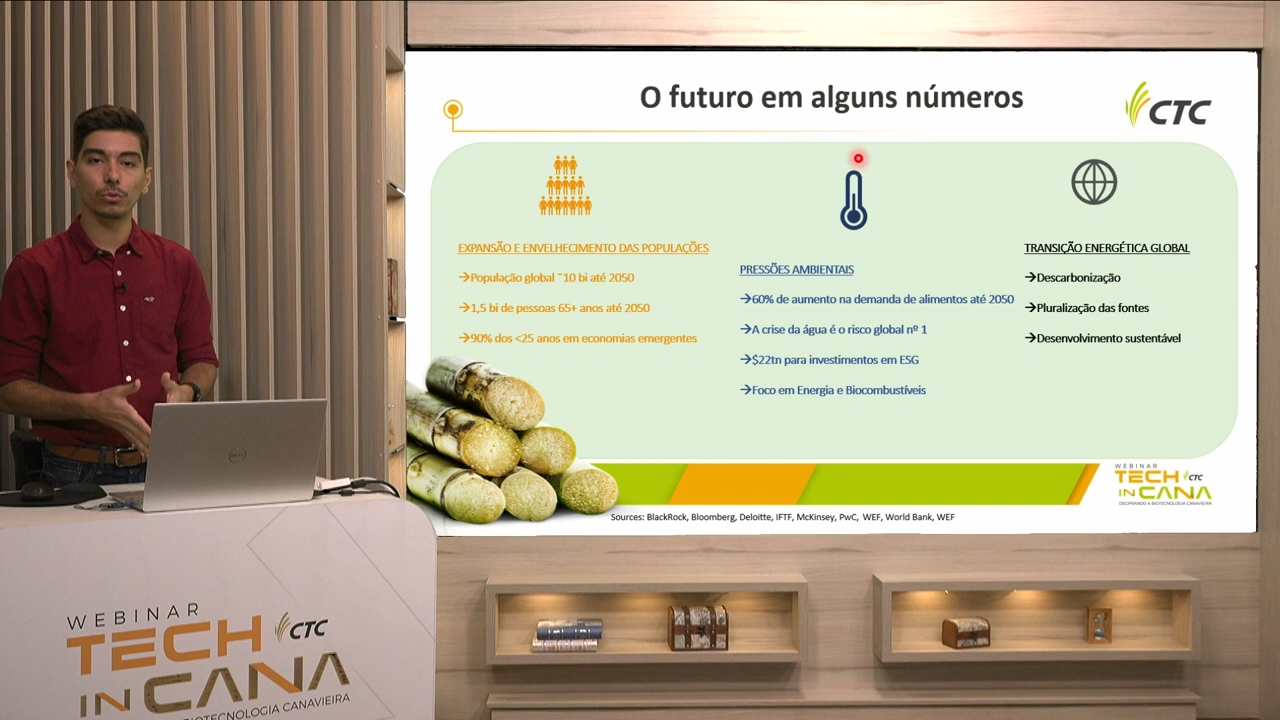 O futuro em alguns números
CTC
EXPANSÃO E ENVELHECIMENTO DAS POPULAÇÕES
→População global ~10 bi até 2050
→1,5 bi de pessoas 65+ anos até 2050
→90% dos <25 anos em economias emergentes
PRESSÕES AMBIENTAIS
→60% de aumento na demanda de alimentos até 2050
→A crise da água é o risco global nº 1
→$22tn para investimentos em ESG
→Foco em Energia e Biocombustíveis
TRANSIÇÃO ENERGÉTICA GLOBAL
→Descarbonização
→Pluralização das fontes
→Desenvolvimento sustentável
WEBINAR
TECH CTC
IN CANA
DECIFRANDO A BIOTECNOLOGIA CANAVIEIRA
Sources: BlackRock, Bloomberg, Deloitte, IFTF, McKinsey, PwC, WEF, World Bank, WEF
DELL
WEBINAR
TECH CTC
IN CANA
BIOTECNOLOGIA CANAVIEIRA